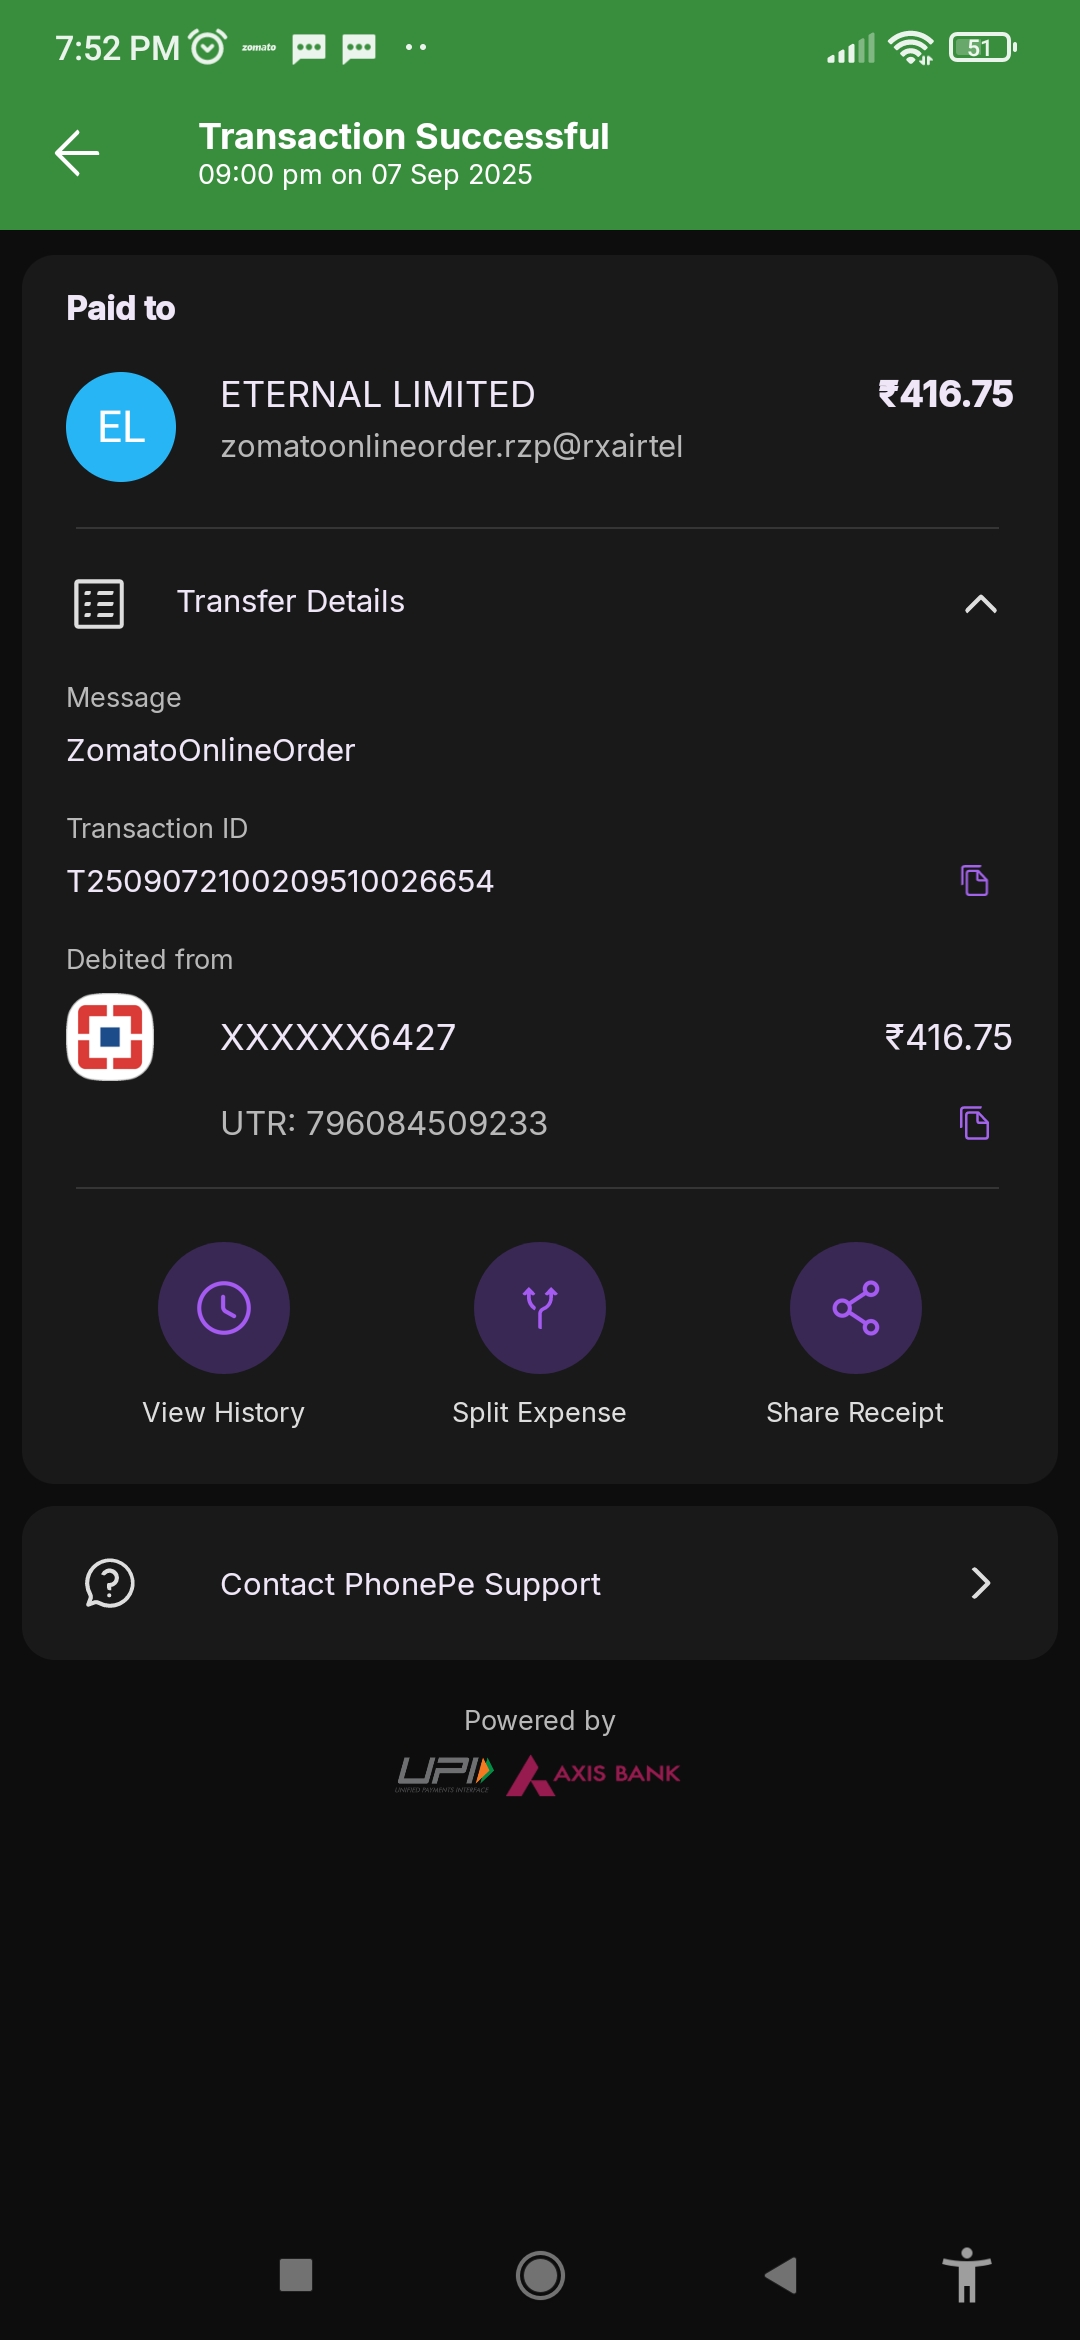 7:52 PM zomato 51
Transaction Successful
09:00 pm on 07 Sep 2025
Paid to
EL
ETERNAL LIMITED ₹416.75
zomatoonlineorder.rzp@rxairtel
Transfer Details
Message
ZomatoOnlineOrder
Transaction ID
T2509072100209510026654
Debited from
XXXXXX6427 ₹416.75
UTR: 796084509233
View History Split Expense Share Receipt
Contact PhonePe Support
Powered by
UPI AXIS BANK
UNIFIED PAYMENTS INTERFACE